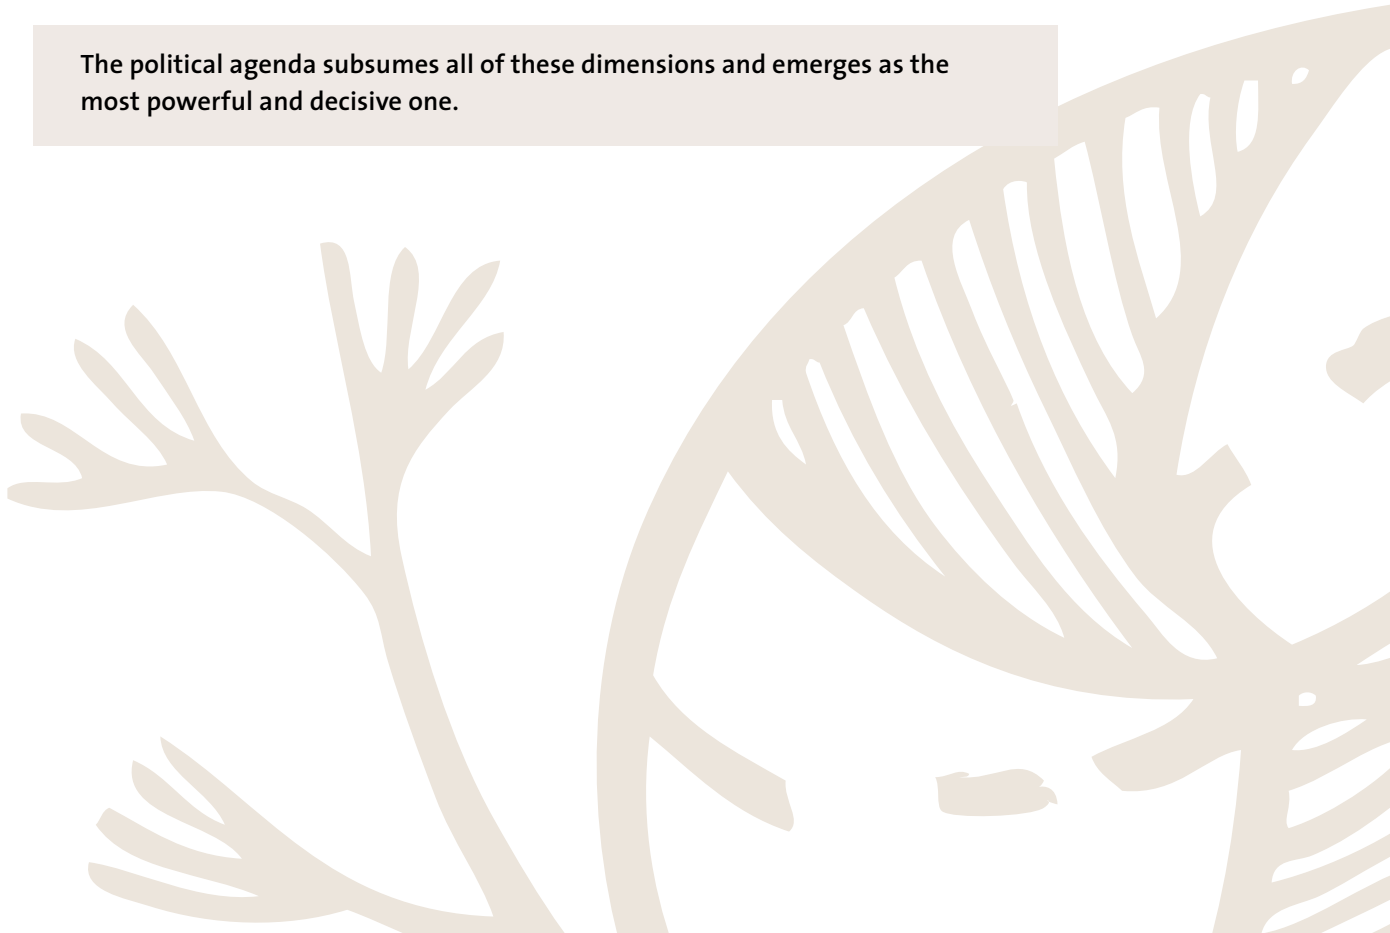 The political agenda subsumes all of these dimensions and emerges as the
most powerful and decisive one.